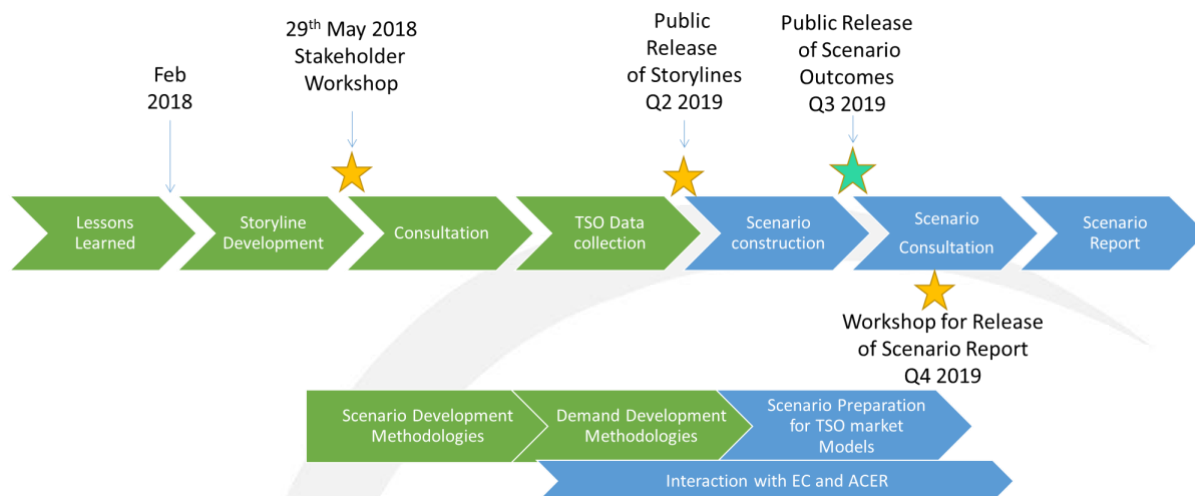 Feb
2018
29th May 2018
Stakeholder
Workshop
Public
Release
of Storylines
Q2 2019
Public Release
of Scenario
Outcomes
Q3 2019
Lessons
Learned
Storyline
Development
Consultation
TSO Data
collection
Scenario
construction
Scenario
Consultation
Scenario
Report
Workshop for Release
of Scenario Report
Q4 2019
Scenario Development
Methodologies
Demand Development
Methodologies
Scenario Preparation
for TSO market
Models
Interaction with EC and ACER